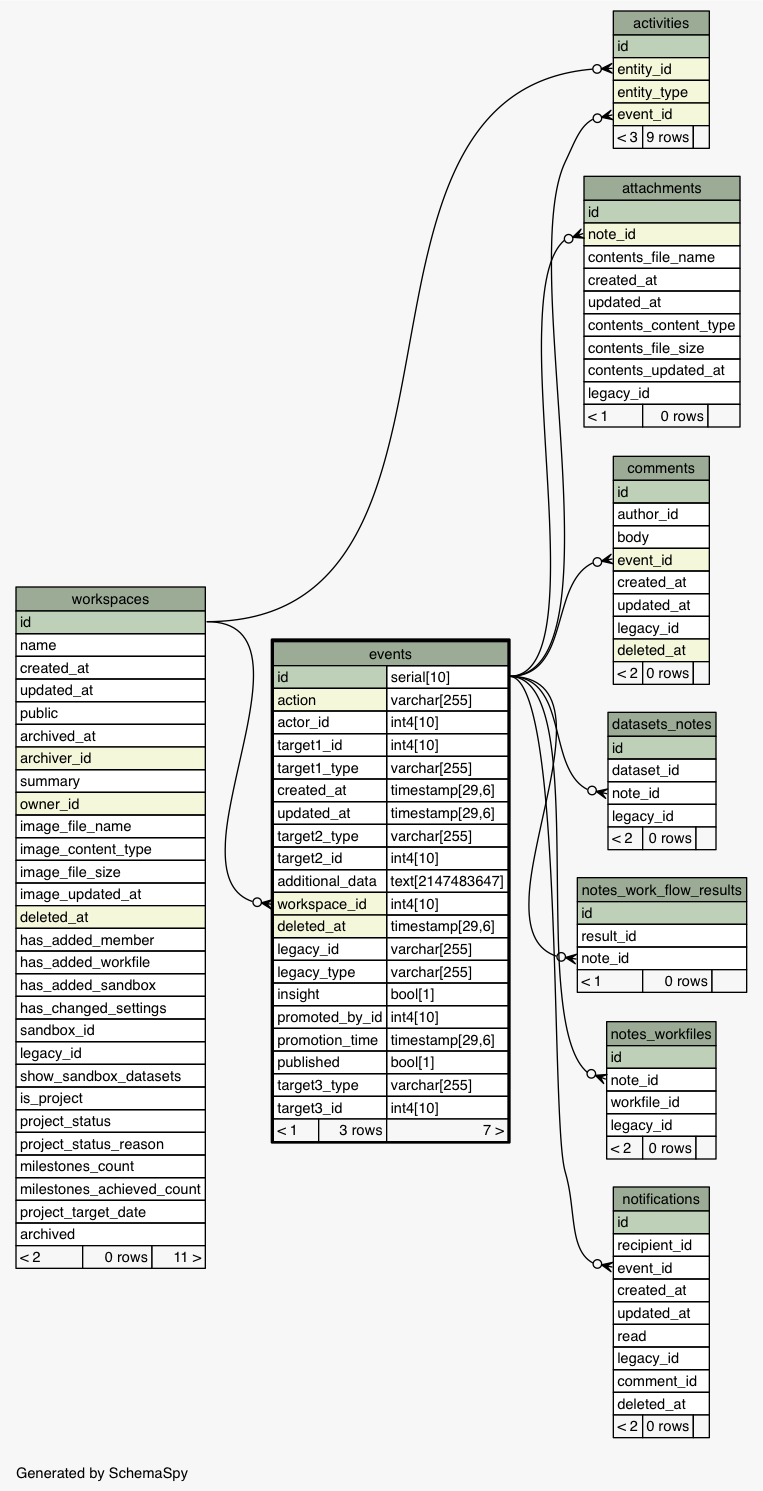 activities
id
entity_id
entity_type
event_id
< 3 9 rows
attachments
id
note_id
contents_file_name
created_at
updated_at
contents_content_type
contents_file_size
contents_updated_at
legacy_id
< 1 0 rows
comments
id
author_id
body
event_id
created_at
updated_at
legacy_id
deleted_at
< 2 0 rows
workspaces
id
name
created_at
updated_at
public
archived_at
archiver_id
summary
owner_id
image_file_name
image_content_type
image_file_size
image_updated_at
deleted_at
has_added_member
has_added_workfile
has_added_sandbox
has_changed_settings
sandbox_id
legacy_id
show_sandbox_datasets
is_project
project_status
project_status_reason
milestones_count
milestones_achieved_count
project_target_date
archived
< 2 0 rows 11 >
events
id serial[10]
action varchar[255]
actor_id int4[10]
target1_id int4[10]
target1_type varchar[255]
created_at timestamp[29,6]
updated_at timestamp[29,6]
target2_type varchar[255]
target2_id int4[10]
additional_data text[2147483647]
workspace_id int4[10]
deleted_at timestamp[29,6]
legacy_id varchar[255]
legacy_type varchar[255]
insight bool[1]
promoted_by_id int4[10]
promotion_time timestamp[29,6]
published bool[1]
target3_type varchar[255]
target3_id int4[10]
< 1 3 rows 7 >
datasets_notes
id
dataset_id
note_id
legacy_id
< 2 0 rows
notes_work_flow_results
id
result_id
note_id
< 1 0 rows
notes_workfiles
id
note_id
workfile_id
legacy_id
< 2 0 rows
notifications
id
recipient_id
event_id
created_at
updated_at
read
legacy_id
comment_id
deleted_at
< 2 0 rows
Generated by SchemaSpy